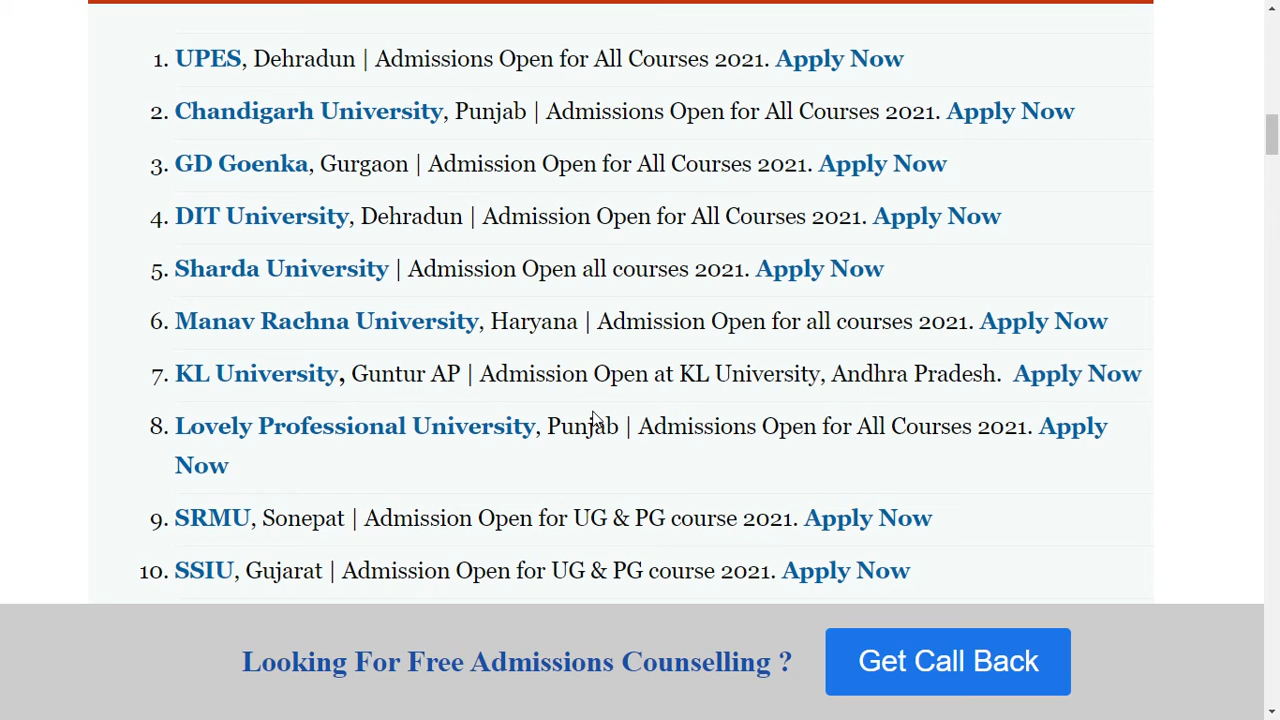 1. UPES, Dehradun | Admissions Open for All Courses 2021. Apply Now
2. Chandigarh University, Punjab | Admissions Open for All Courses 2021. Apply Now
3. GD Goenka, Gurgaon | Admission Open for All Courses 2021. Apply Now
4. DIT University, Dehradun | Admission Open for All Courses 2021. Apply Now
5. Sharda University | Admission Open all courses 2021. Apply Now
6. Manav Rachna University, Haryana | Admission Open for all courses 2021. Apply Now
7. KL University, Guntur AP | Admission Open at KL University, Andhra Pradesh. Apply Now
8. Lovely Professional University, Punjab | Admissions Open for All Courses 2021. Apply
Now
9. SRMU, Sonepat | Admission Open for UG & PG course 2021. Apply Now
10. SSIU, Gujarat | Admission Open for UG & PG course 2021. Apply Now
Looking For Free Admissions Counselling ? Get Call Back